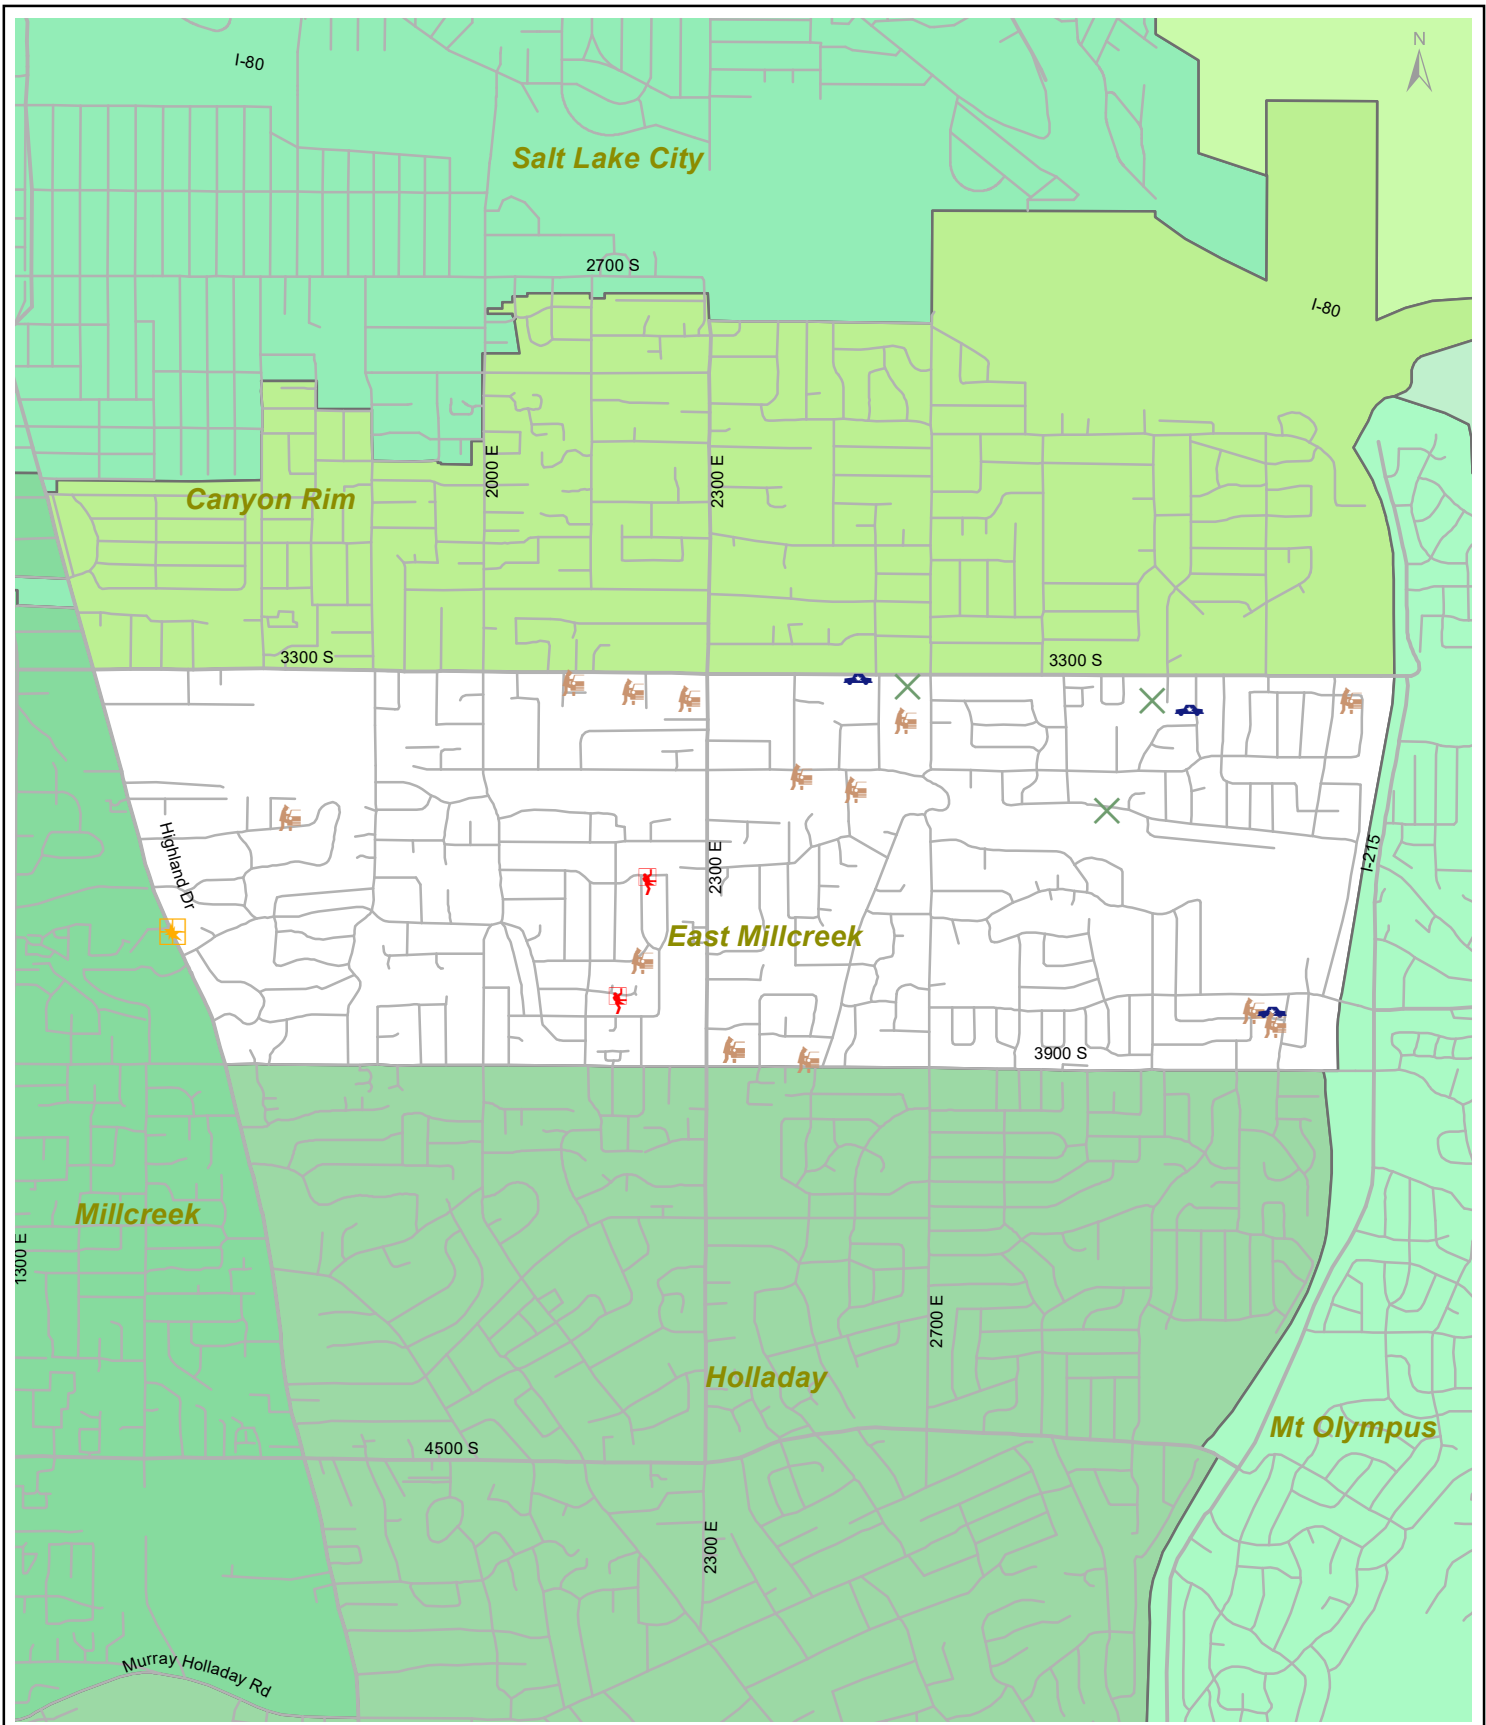 N
I-80
Salt Lake City
2700 S
I-80
2000 E
2300 E
Canyon Rim
3300 S
3300 S
Highland Dr
2300 E
I-215
East Millcreek
3900 S
Millcreek
1300 E
2700 E
Holladay
Mt Olympus
4500 S
2300 E
Murray Holladay Rd